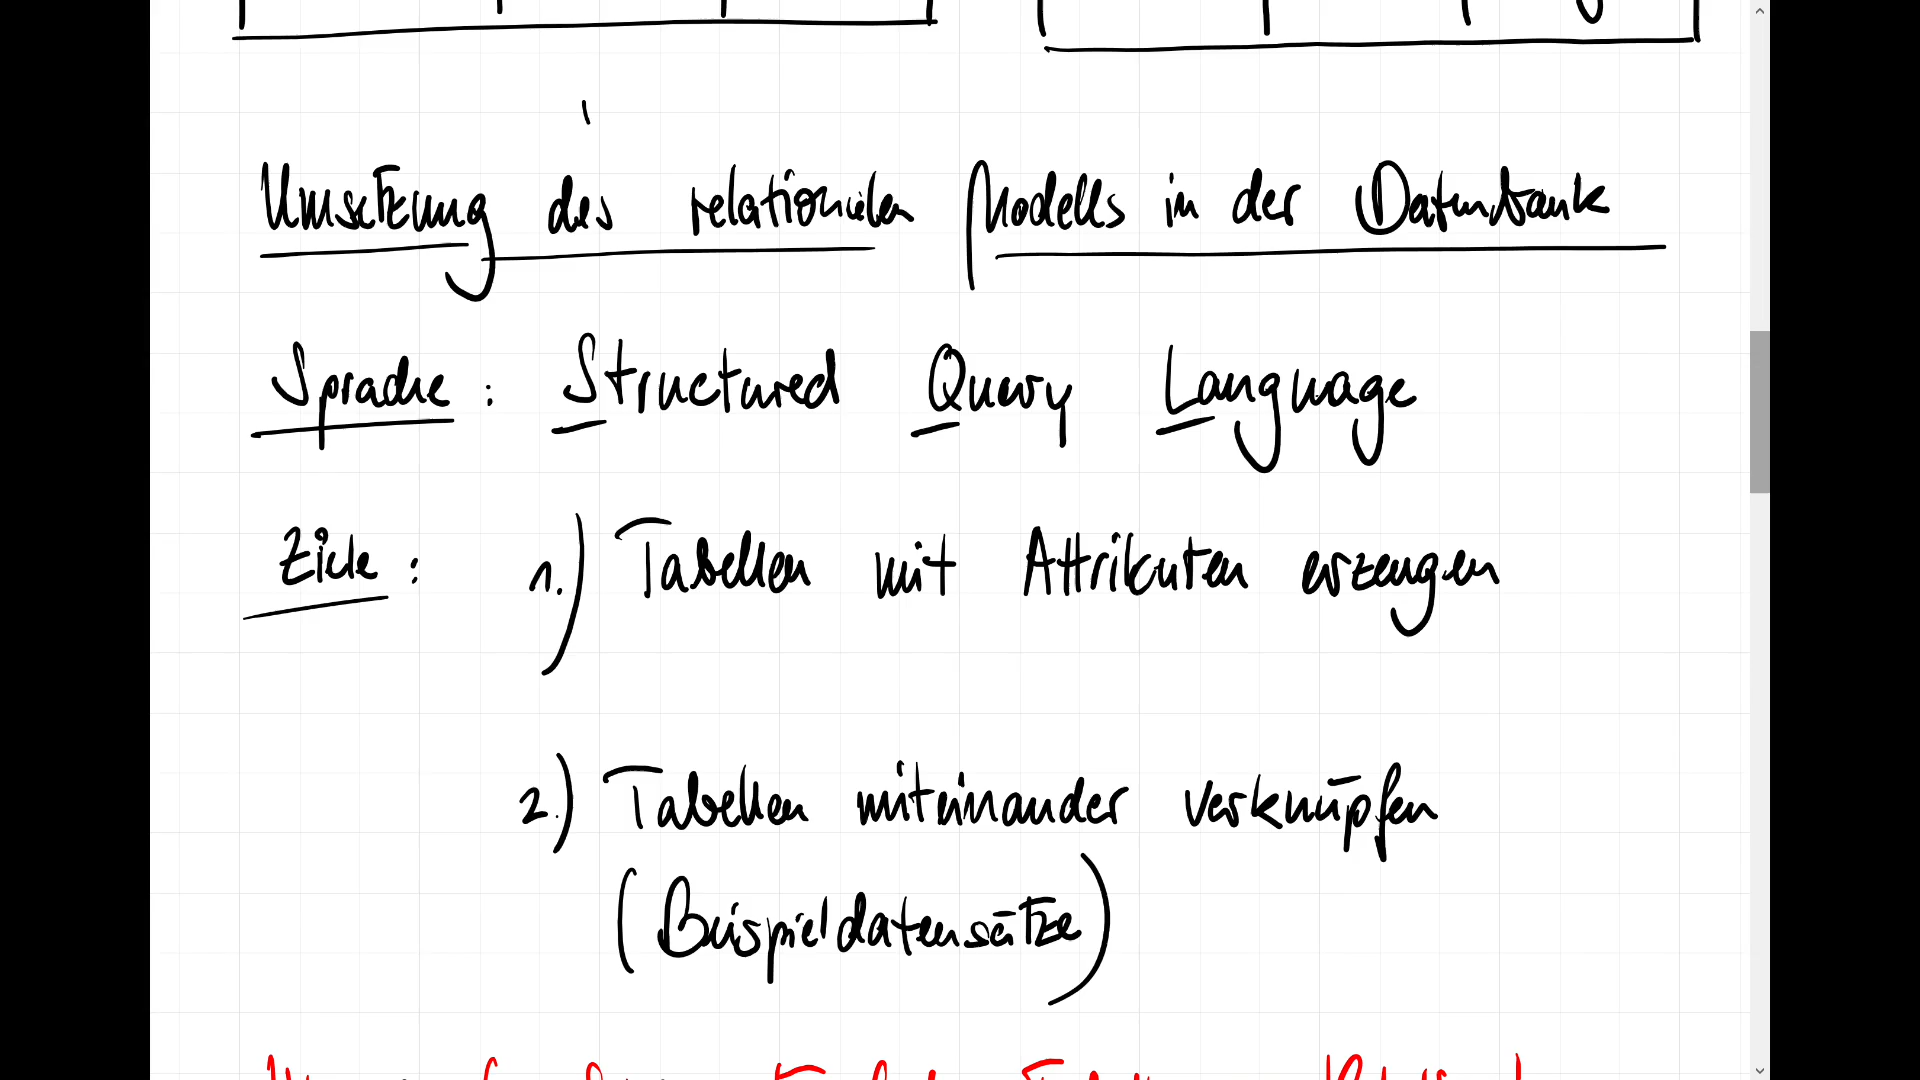 Umsetzung des relationalen Modells in der Datenbank
Sprache : Structured Query Language
Ziele : 1.) Tabellen mit Attributen erzeugen
2.) Tabellen miteinander verknüpfen
(Beispieldatensätze)